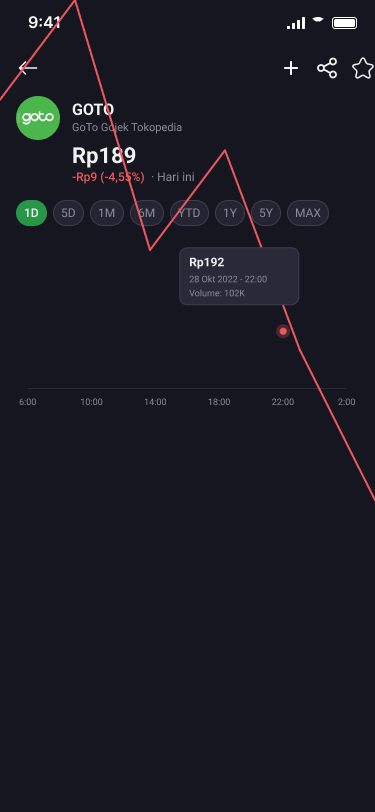 9:41
goto
GOTO
GoTo Gojek Tokopedia
Rp189
-Rp9 (-4,55%) · Hari ini
1D 5D 1M 6M YTD 1Y 5Y MAX
Rp192
28 Okt 2022 - 22:00
Volume: 102K
6:00 10:00 14:00 18:00 22:00 2:00